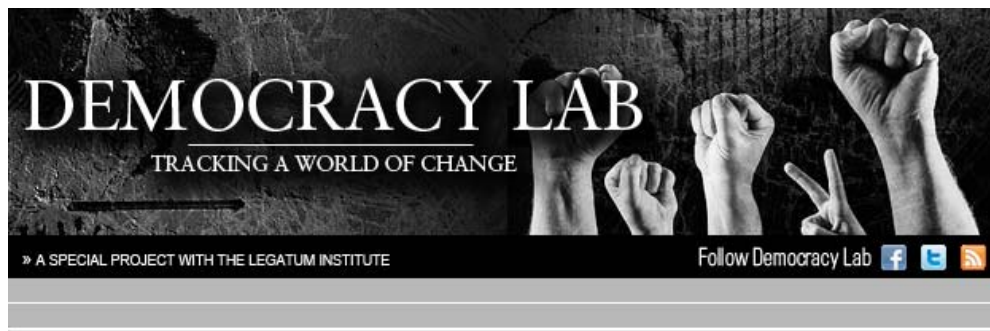 DEMOCRACY LAB
TRACKING A WORLD OF CHANGE
» A SPECIAL PROJECT WITH THE LEGATUM INSTITUTE
Follow Democracy Lab f t